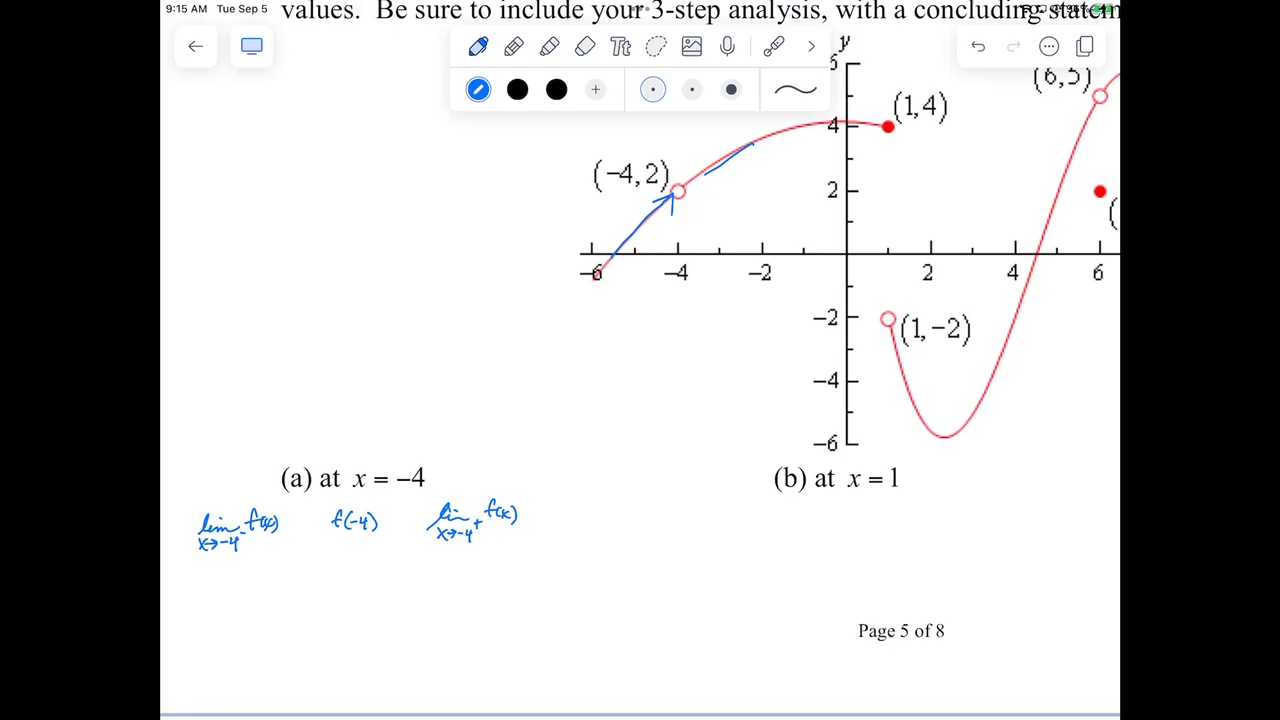 9:15 AM Tue Sep 5
values. Be sure to include your 3-step analysis, with a concluding statem
Tt
y
6
(6,5)
(1,4)
4
(−4,2)
2
(
−6 −4 −2 2 4 6
−2
(1,−2)
−4
−6
(a) at x = −4
(b) at x = 1
lim x→-4⁻ f(x) f(-4) lim x→-4⁺ f(x)
Page 5 of 8